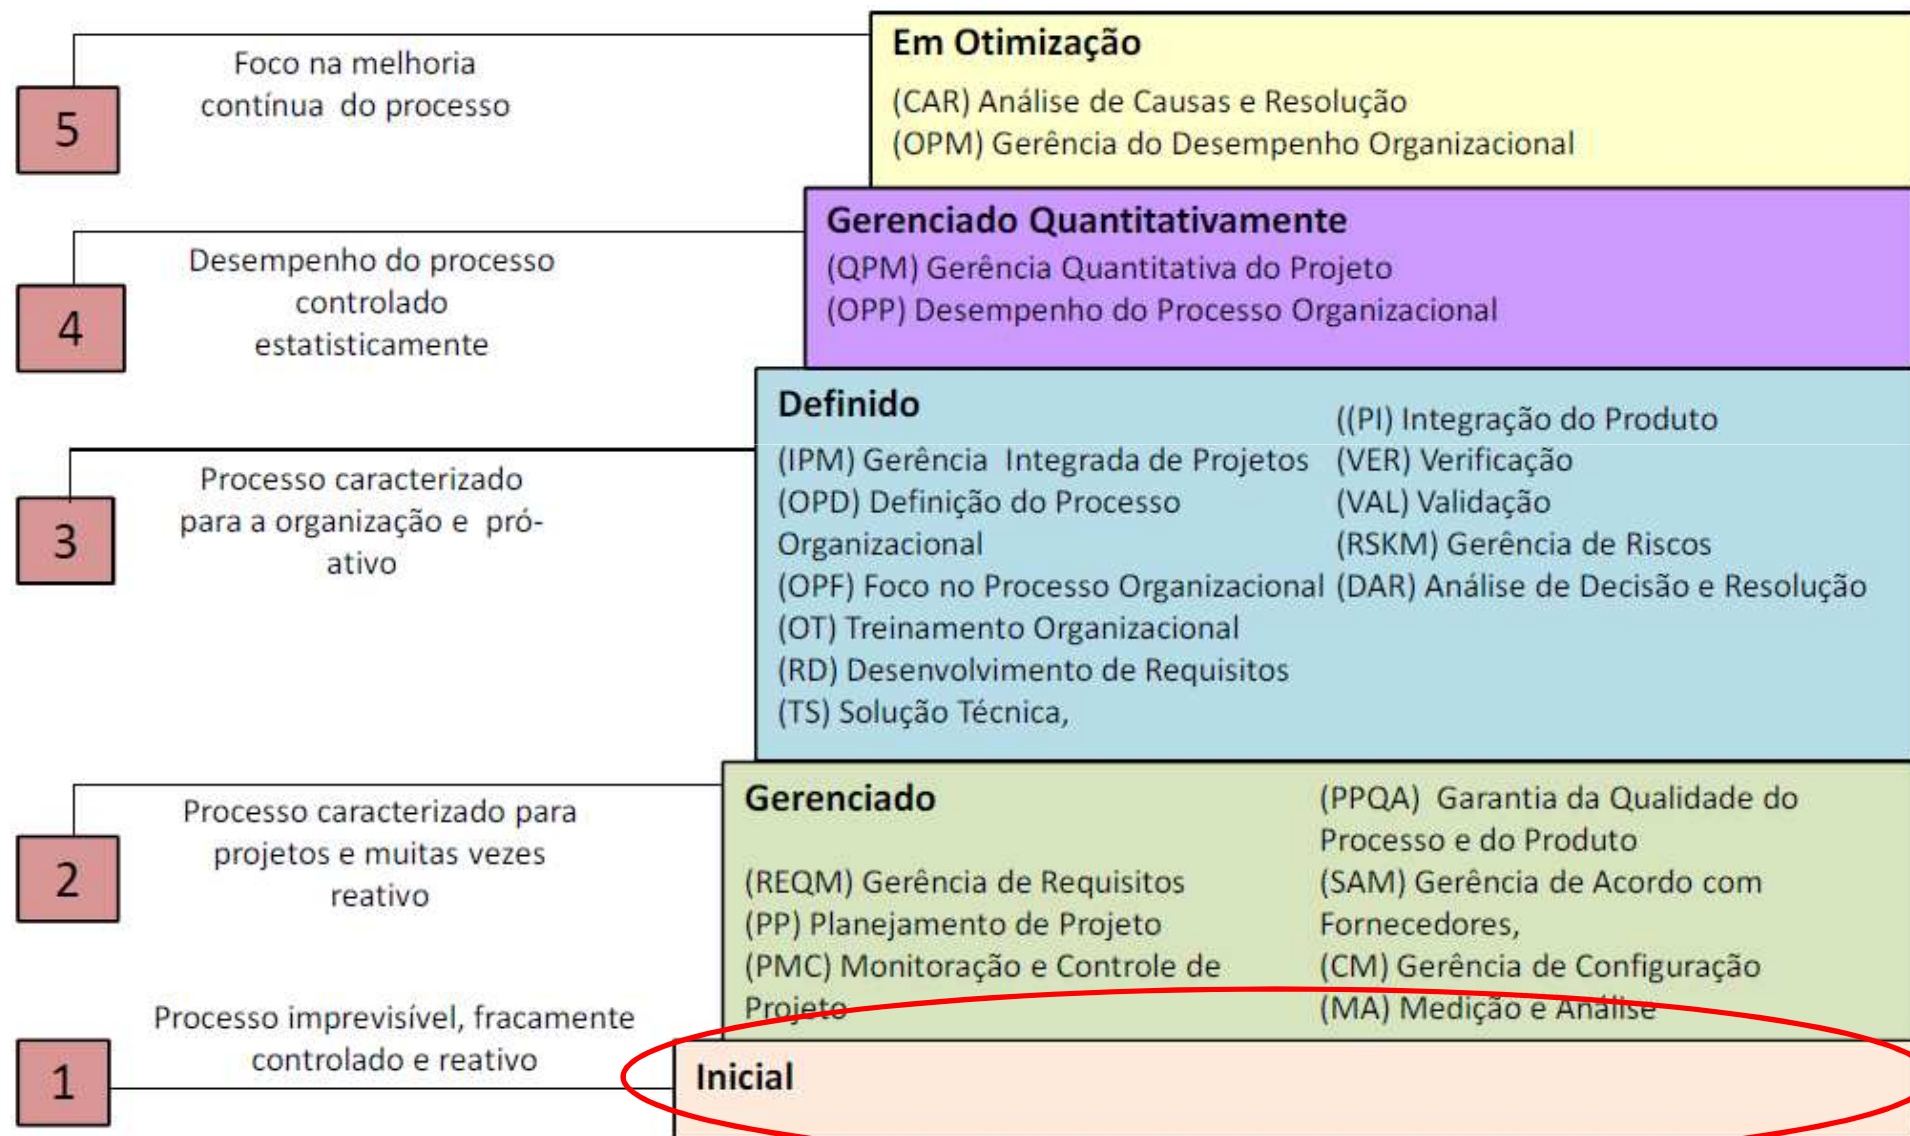 Foco na melhoria
contínua do processo
5
Em Otimização
(CAR) Análise de Causas e Resolução
(OPM) Gerência do Desempenho Organizacional
Desempenho do processo
controlado
estatisticamente
4
Gerenciado Quantitativamente
(QPM) Gerência Quantitativa do Projeto
(OPP) Desempenho do Processo Organizacional
Processo caracterizado
para a organização e pró-
ativo
3
Definido
(IPM) Gerência Integrada de Projetos
(OPD) Definição do Processo
Organizacional
(OPF) Foco no Processo Organizacional
(OT) Treinamento Organizacional
(RD) Desenvolvimento de Requisitos
(TS) Solução Técnica,
((PI) Integração do Produto
(VER) Verificação
(VAL) Validação
(RSKM) Gerência de Riscos
(DAR) Análise de Decisão e Resolução
Processo caracterizado para
projetos e muitas vezes
reativo
2
Gerenciado
(REQM) Gerência de Requisitos
(PP) Planejamento de Projeto
(PMC) Monitoração e Controle de
Projeto
(PPQA) Garantia da Qualidade do
Processo e do Produto
(SAM) Gerência de Acordo com
Fornecedores,
(CM) Gerência de Configuração
(MA) Medição e Análise
Processo imprevisível, fracamente
controlado e reativo
1
Inicial